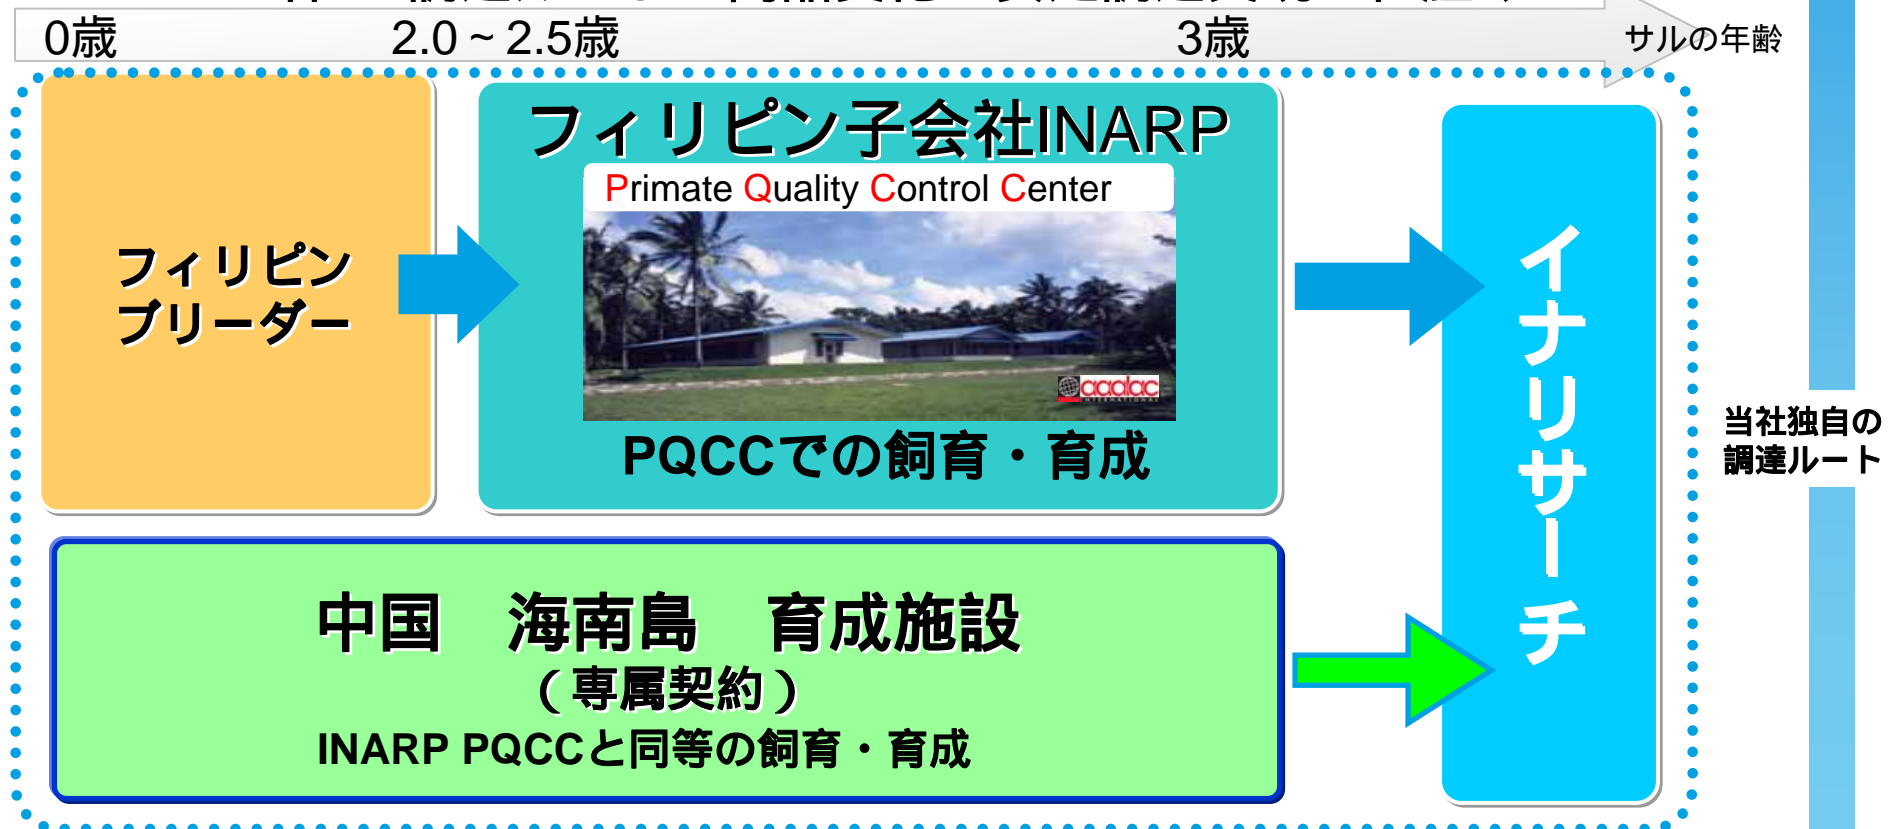 0歳 2.0~2.5歳 3歳 サルの年齢
フィリピン
ブリーダー
フィリピン子会社INARP
Primate Quality Control Center
aaalac
INTERNATIONAL
PQCCでの飼育・育成
イナリサーチ
当社独自の
調達ルート
中国 海南島 育成施設
(専属契約)
INARP PQCCと同等の飼育・育成